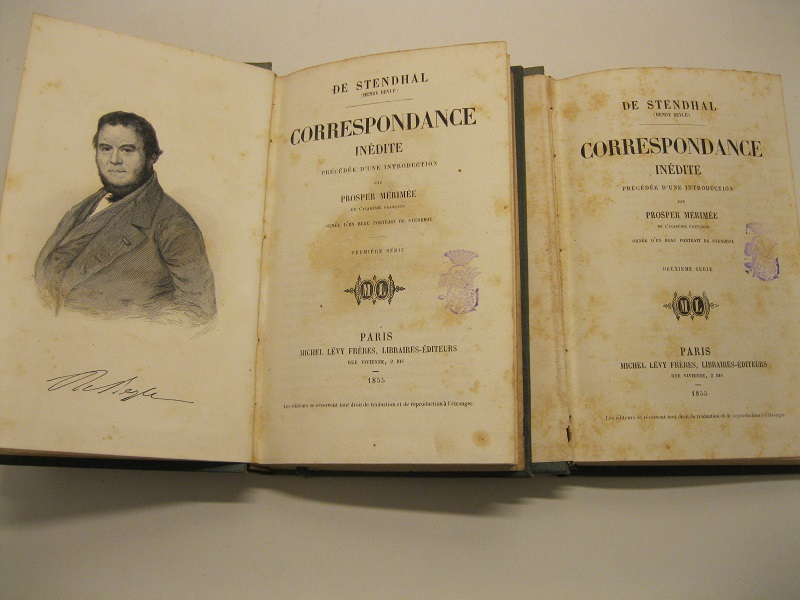 DE STENDHAL
(HENRY BEYLE)
CORRESPONDANCE
INÉDITE
PRÉCÉDÉE D'UNE INTRODUCTION
PAR
PROSPER MÉRIMÉE
DE L'ACADÉMIE FRANÇAISE
ORNÉE D'UN BEAU PORTRAIT DE STENDHAL
PREMIÈRE SÉRIE
ML
PARIS
MICHEL LÉVY FRÈRES, LIBRAIRES-ÉDITEURS
RUE VIVIENNE, 2 BIS
1855
Les éditeurs se réservent tout droit de traduction et de reproduction à l'étranger.
DE STENDHAL
(HENRY BEYLE)
CORRESPONDANCE
INÉDITE
PRÉCÉDÉE D'UNE INTRODUCTION
PAR
PROSPER MÉRIMÉE
DE L'ACADÉMIE FRANÇAISE
ORNÉE D'UN BEAU PORTRAIT DE STENDHAL
DEUXIÈME SÉRIE
ML
PARIS
MICHEL LÉVY FRÈRES, LIBRAIRES-ÉDITEURS
RUE VIVIENNE, 2 BIS
1855
Les éditeurs se réservent tout droit de traduction et de reproduction à l'étranger